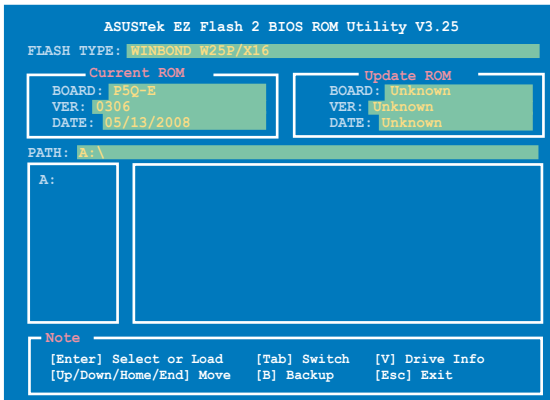 ASUSTek EZ Flash 2 BIOS ROM Utility V3.25
FLASH TYPE: WINBOND W25P/X16
Current ROM
BOARD: P5Q-E
VER: 0306
DATE: 05/13/2008
Update ROM
BOARD: Unknown
VER: Unknown
DATE: Unknown
PATH: A:\
A:
Note
[Enter] Select or Load [Tab] Switch [V] Drive Info
[Up/Down/Home/End] Move [B] Backup [Esc] Exit